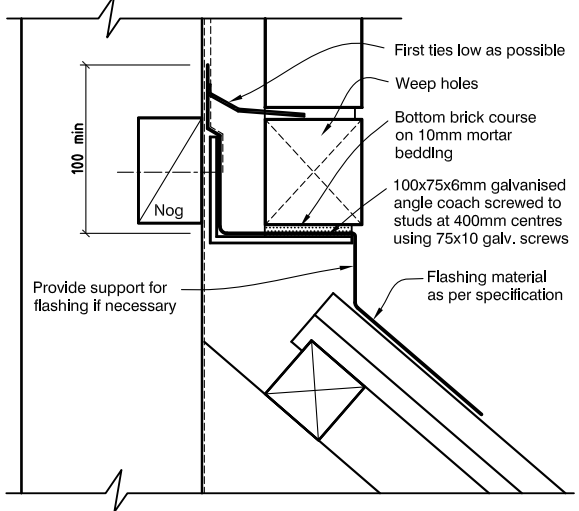 First ties low as possible
Weep holes
Bottom brick course
on 10mm mortar
bedding
100x75x6mm galvanised
angle coach screwed to
studs at 400mm centres
using 75x10 galv. screws
100 min
Nog
Provide support for
flashing if necessary
Flashing material
as per specification